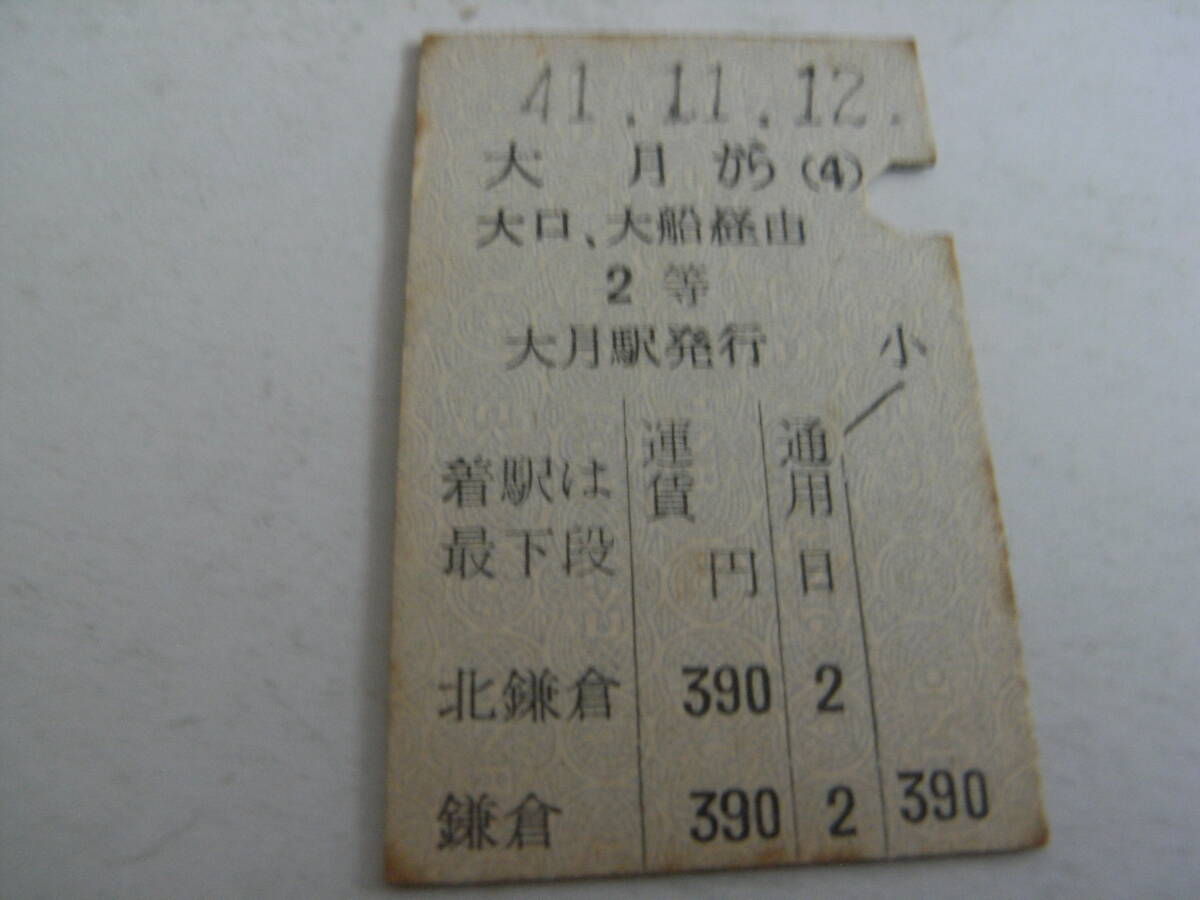 41.11.12.
大月から(4)
大口、大船経由
2等
大月駅発行 小
着駅は最下段 運賃円 通用日
北鎌倉 390 2
鎌倉 390 2 390